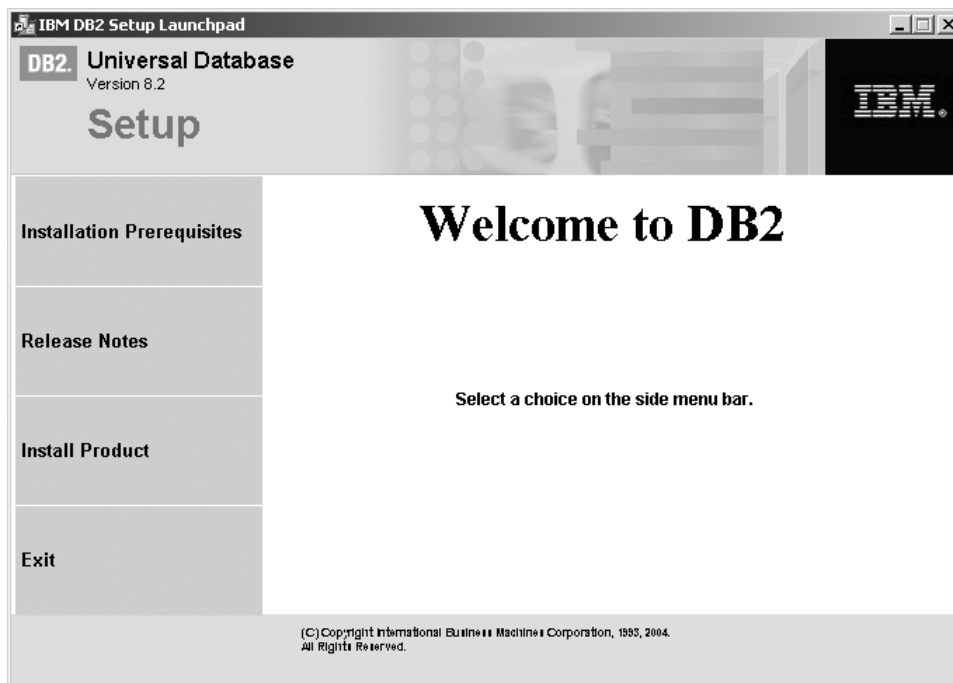 IBM DB2 Setup Launchpad
DB2. Universal Database
Version 8.2
Setup
IBM.
Installation Prerequisites
Release Notes
Install Product
Exit
Welcome to DB2
Select a choice on the side menu bar.
(C) Copyright International Business Machines Corporation, 1993, 2004.
All Rights Reserved.